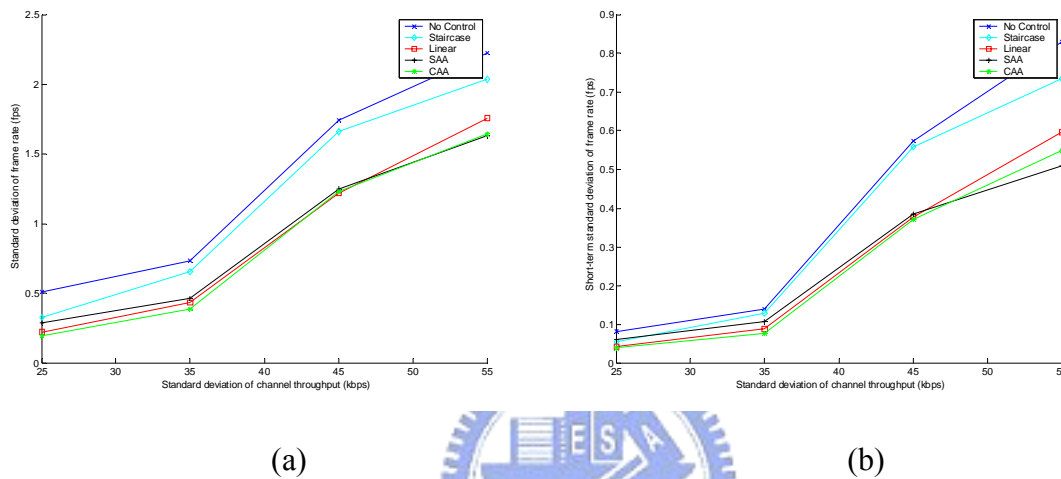 2.5
2
1.5
1
0.5
0
25
30
35
40
45
50
55
Standard deviation of channel throughput (kbps)
Standard deviation of frame rate (fps)
No Control
Staircase
Linear
SAA
CAA
0.9
0.8
0.7
0.6
0.5
0.4
0.3
0.2
0.1
0
25
30
35
40
45
50
Standard deviation of channel throughput (kbps)
Short-term standard deviation of frame rate (fps)
No Control
Staircase
Linear
SAA
CAA
(a)
(b)
E S A